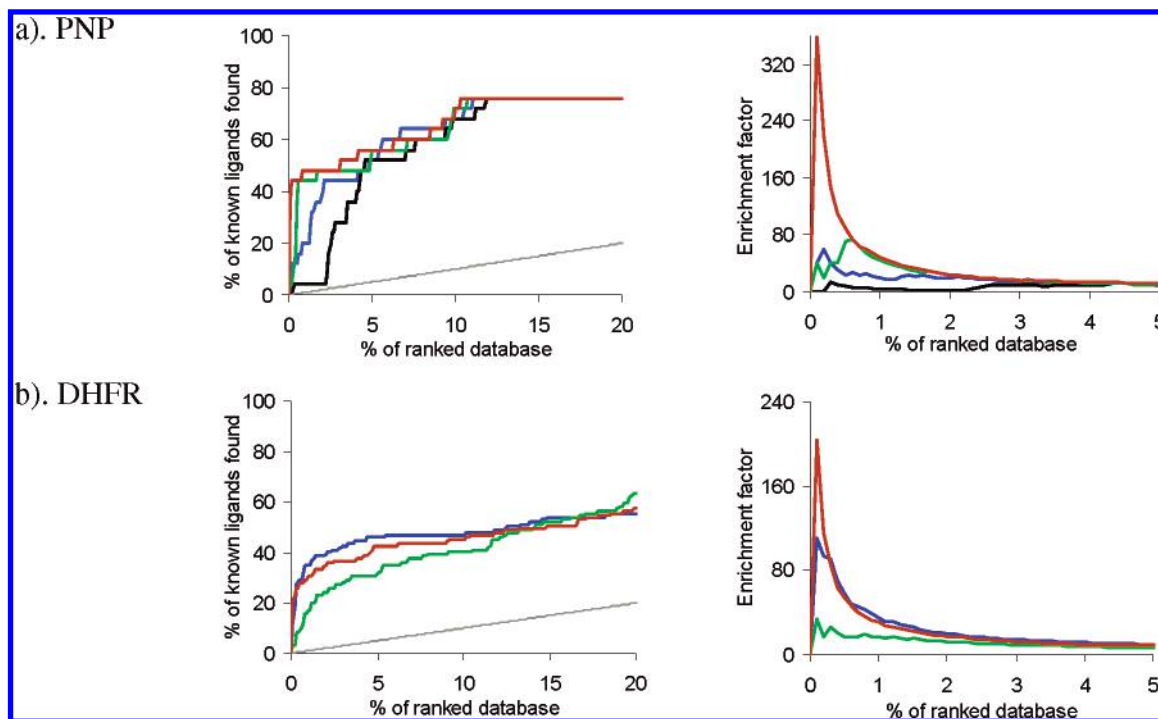 a). PNP
% of known ligands found
100
80
60
40
20
0
0 5 10 15 20
% of ranked database
Enrichment factor
320
240
160
80
0
0 1 2 3 4 5
% of ranked database
b). DHFR
% of known ligands found
100
80
60
40
20
0
0 5 10 15 20
% of ranked database
Enrichment factor
240
160
80
0
0 1 2 3 4 5
% of ranked database